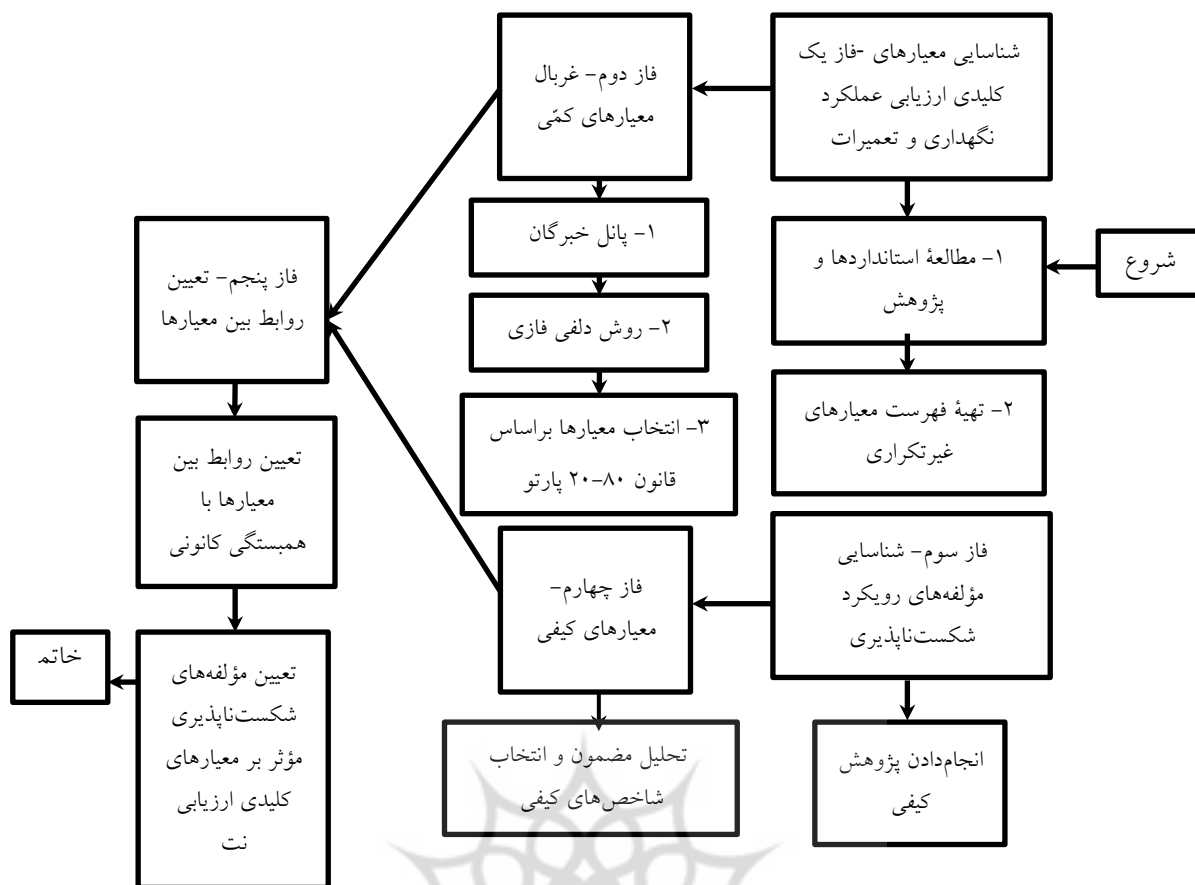 شناسایی معیارهای -فاز یک
کلیدی ارزیابی عملکرد
نگهداری و تعمیرات
شروع
۱- مطالعهٔ استانداردها و
پژوهش
۲- تهیهٔ فهرست معیارهای
غیرتکراری
فاز دوم- غربال
معیارهای کمّی
۱- پانل خبرگان
۲- روش دلفی فازی
۳- انتخاب معیارها براساس
قانون ۸۰-۲۰ پارتو
فاز سوم- شناسایی
مؤلفه‌های رویکرد
شکست‌ناپذیری
انجام‌دادن پژوهش
کیفی
فاز چهارم-
معیارهای کیفی
تحلیل مضمون و انتخاب
شاخص‌های کیفی
فاز پنجم- تعیین
روابط بین معیارها
تعیین روابط بین
معیارها با
همبستگی کانونی
تعیین مؤلفه‌های
شکست‌ناپذیری
مؤثر بر معیارهای
کلیدی ارزیابی
نت
خاتمـ